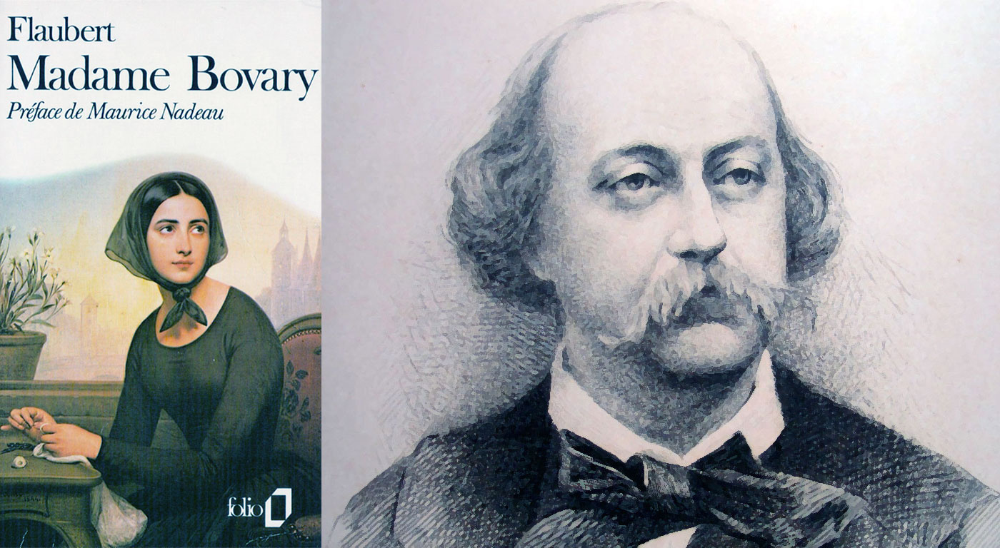 Flaubert
Madame Bovary
Préface de Maurice Nadeau
folio